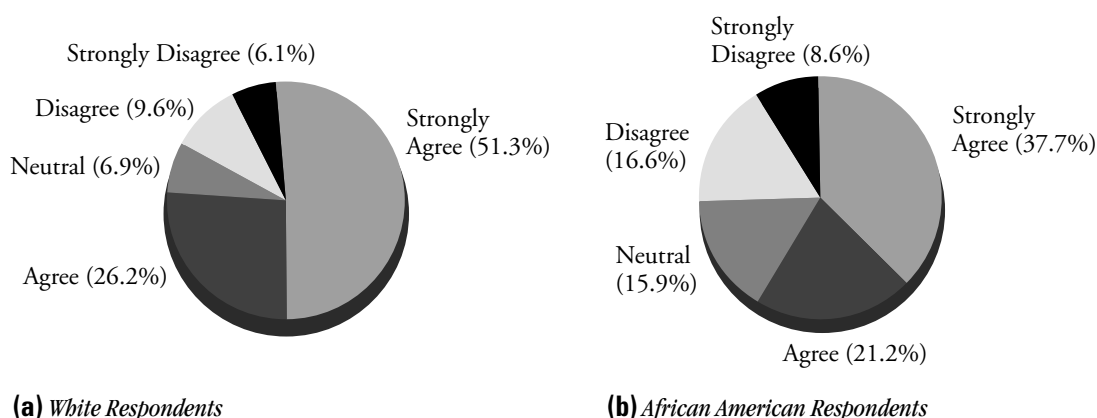 Strongly Disagree (6.1%)
Disagree (9.6%)
Neutral (6.9%)
Agree (26.2%)
Strongly
Agree (51.3%)
(a) White Respondents
Strongly
Disagree (8.6%)
Disagree
(16.6%)
Neutral
(15.9%)
Agree (21.2%)
Strongly
Agree (37.7%)
(b) African American Respondents